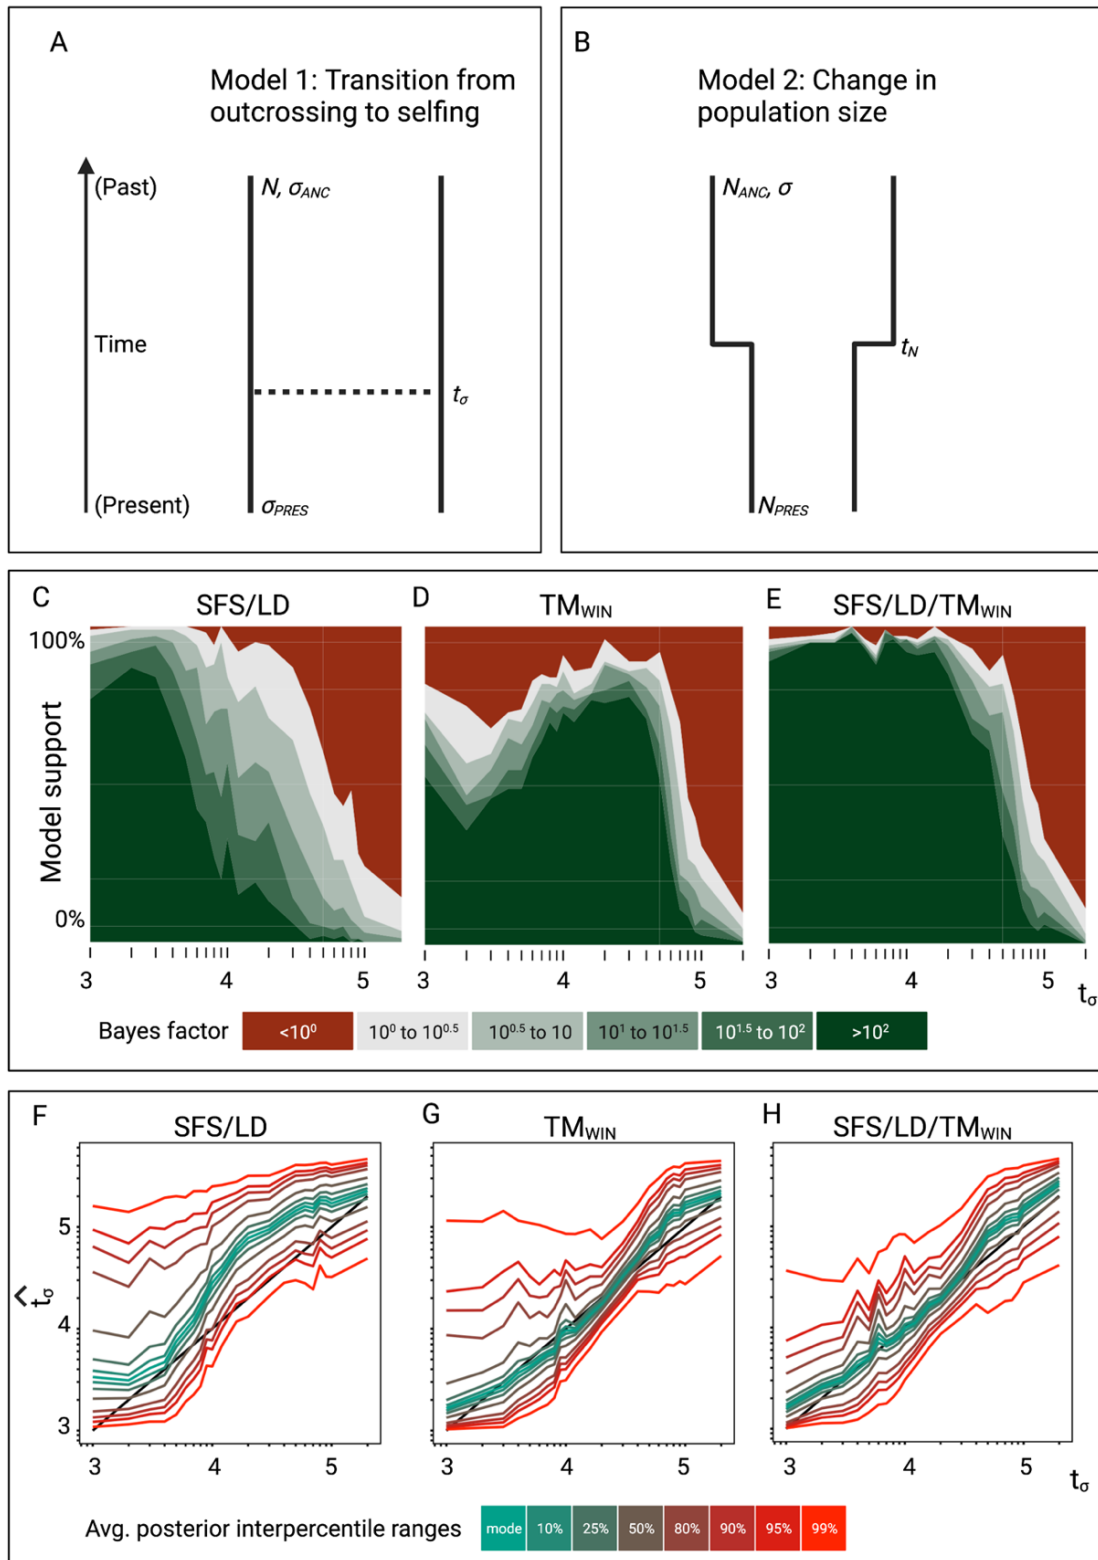 A
Model 1: Transition from
outcrossing to selfing
(Past)
N, σANC
Time
tσ
(Present)
σPRES
B
Model 2: Change in
population size
NANC, σ
tN
NPRES
C
SFS/LD
D
TMWIN
E
SFS/LD/TMWIN
100%
Model support
0%
3 4 5
3 4 5
3 4 5
tσ
Bayes factor
<10⁰
10⁰ to 10⁰·⁵
10⁰·⁵ to 10
10¹ to 10¹·⁵
10¹·⁵ to 10²
>10²
F
SFS/LD
G
TMWIN
H
SFS/LD/TMWIN
5
t̂σ
4
3
3 4 5
3 4 5
3 4 5
tσ
Avg. posterior interpercentile ranges
mode 10% 25% 50% 80% 90% 95% 99%